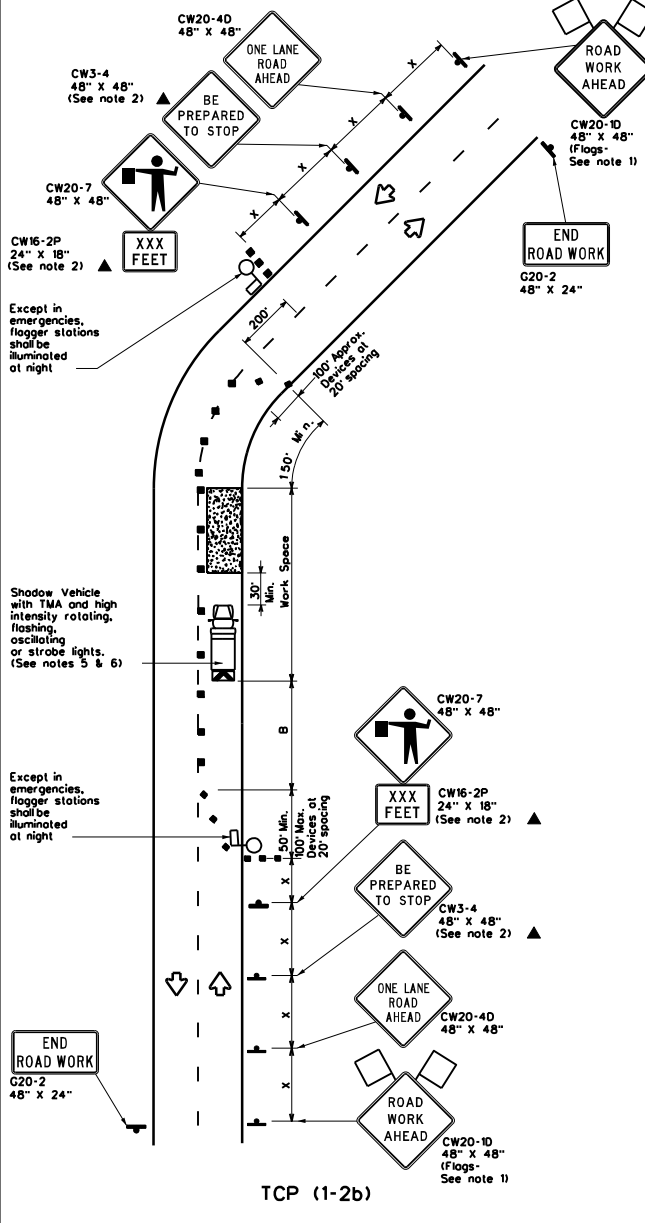 CW20-4D
48" X 48"
ONE LANE
ROAD
AHEAD
ROAD
WORK
AHEAD
CW3-4
48" X 48"
(See note 2) ▲
BE
PREPARED
TO STOP
X
X
X
X
CW20-1D
48" X 48"
(Flags-
See note 1)
CW20-7
48" X 48"
XXX
FEET
CW16-2P
24" X 18"
(See note 2) ▲
END
ROAD WORK
G20-2
48" X 24"
Except in
emergencies,
flagger stations
shall be
illuminated
at night
200'
100' Approx.
Devices at
20' spacing
150' Min.
Work Space
30'
Min.
Shadow Vehicle
with TMA and high
intensity rotating,
flashing,
oscillating
or strobe lights.
(See notes 5 & 6)
B
CW20-7
48" X 48"
Except in
emergencies,
flagger stations
shall be
illuminated
at night
50' Min.
100' Max.
Devices at
20' spacing
XXX
FEET
CW16-2P
24" X 18"
(See note 2) ▲
X
BE
PREPARED
TO STOP
CW3-4
48" X 48"
(See note 2) ▲
X
ONE LANE
ROAD
AHEAD
CW20-4D
48" X 48"
X
X
END
ROAD WORK
G20-2
48" X 24"
ROAD
WORK
AHEAD
CW20-1D
48" X 48"
(Flags-
See note 1)
TCP (1-2b)